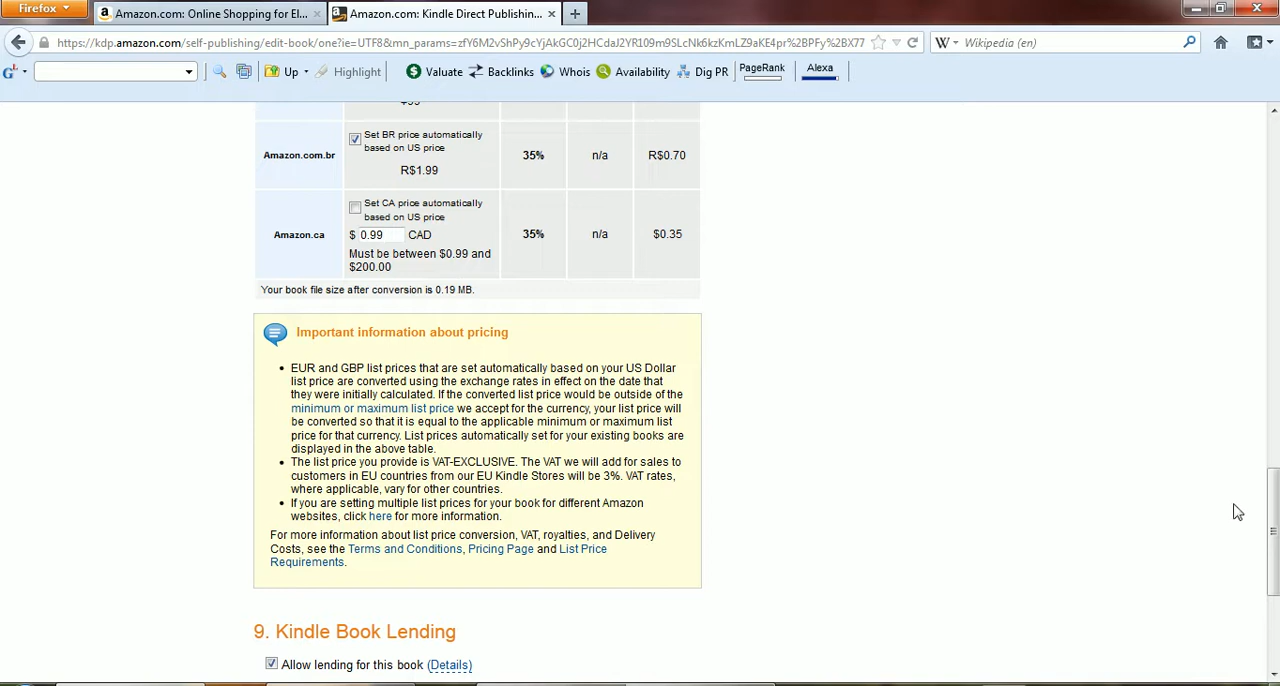 Firefox
Amazon.com: Online Shopping for El...
Amazon.com: Kindle Direct Publishin...
https://kdp.amazon.com/self-publishing/edit-book/one?ie=UTF8&mn_params=zfY6M2vShPy9cYjAkGC0j2HCdaJ2YR109m9SLcNk6kzKmLZ9aKE4pr%2BPFy%2BX77
Wikipedia (en)
Up
Highlight
Valuate
Backlinks
Whois
Availability
Dig PR
PageRank
Alexa
Amazon.com.br
Set BR price automatically
based on US price
R$1.99
35%
n/a
R$0.70
Amazon.ca
Set CA price automatically
based on US price
$ 0.99 CAD
Must be between $0.99 and
$200.00
35%
n/a
$0.35
Your book file size after conversion is 0.19 MB.
Important information about pricing
• EUR and GBP list prices that are set automatically based on your US Dollar
list price are converted using the exchange rates in effect on the date that
they were initially calculated. If the converted list price would be outside of the
minimum or maximum list price we accept for the currency, your list price will
be converted so that it is equal to the applicable minimum or maximum list
price for that currency. List prices automatically set for your existing books are
displayed in the above table.
• The list price you provide is VAT-EXCLUSIVE. The VAT we will add for sales to
customers in EU countries from our EU Kindle Stores will be 3%. VAT rates,
where applicable, vary for other countries.
• If you are setting multiple list prices for your book for different Amazon
websites, click here for more information.
For more information about list price conversion, VAT, royalties, and Delivery
Costs, see the Terms and Conditions, Pricing Page and List Price
Requirements.
9. Kindle Book Lending
Allow lending for this book (Details)